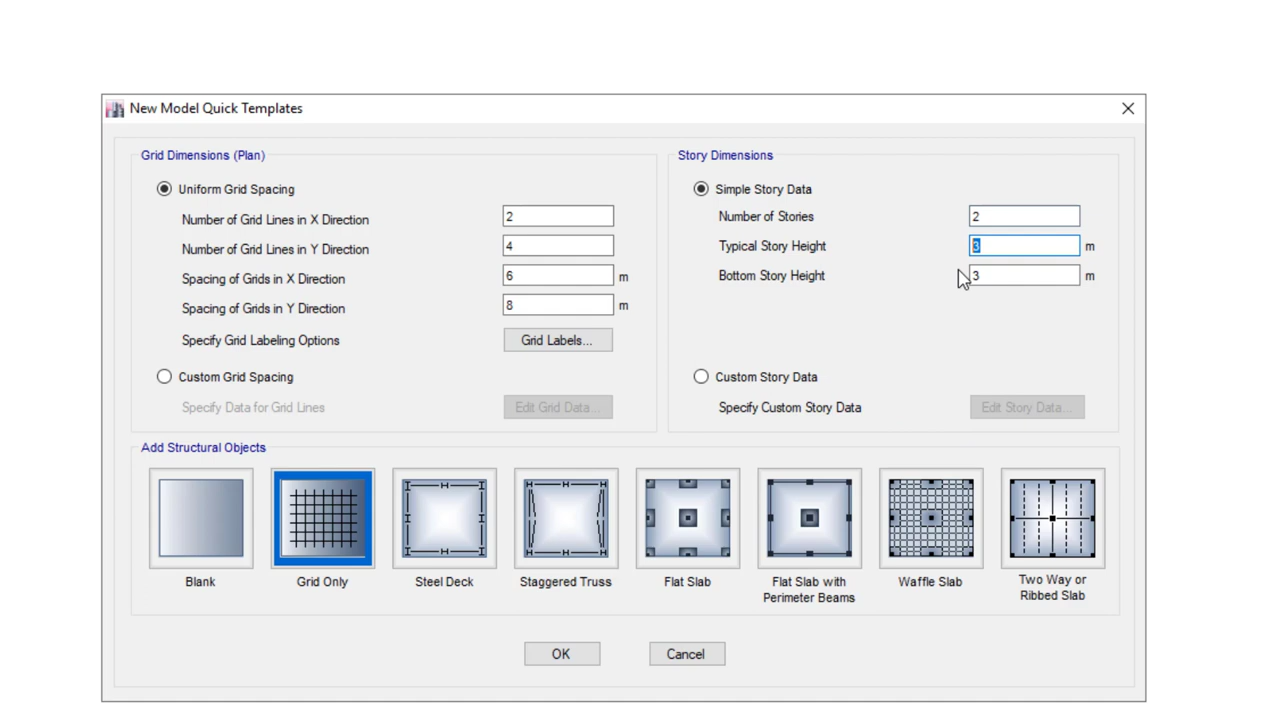 New Model Quick Templates
Grid Dimensions (Plan)
Uniform Grid Spacing
Number of Grid Lines in X Direction 2
Number of Grid Lines in Y Direction 4
Spacing of Grids in X Direction 6 m
Spacing of Grids in Y Direction 8 m
Specify Grid Labeling Options Grid Labels...
Custom Grid Spacing
Specify Data for Grid Lines Edit Grid Data...
Story Dimensions
Simple Story Data
Number of Stories 2
Typical Story Height 3 m
Bottom Story Height 3 m
Custom Story Data
Specify Custom Story Data Edit Story Data...
Add Structural Objects
Blank
Grid Only
Steel Deck
Staggered Truss
Flat Slab
Flat Slab with
Perimeter Beams
Waffle Slab
Two Way or
Ribbed Slab
OK Cancel